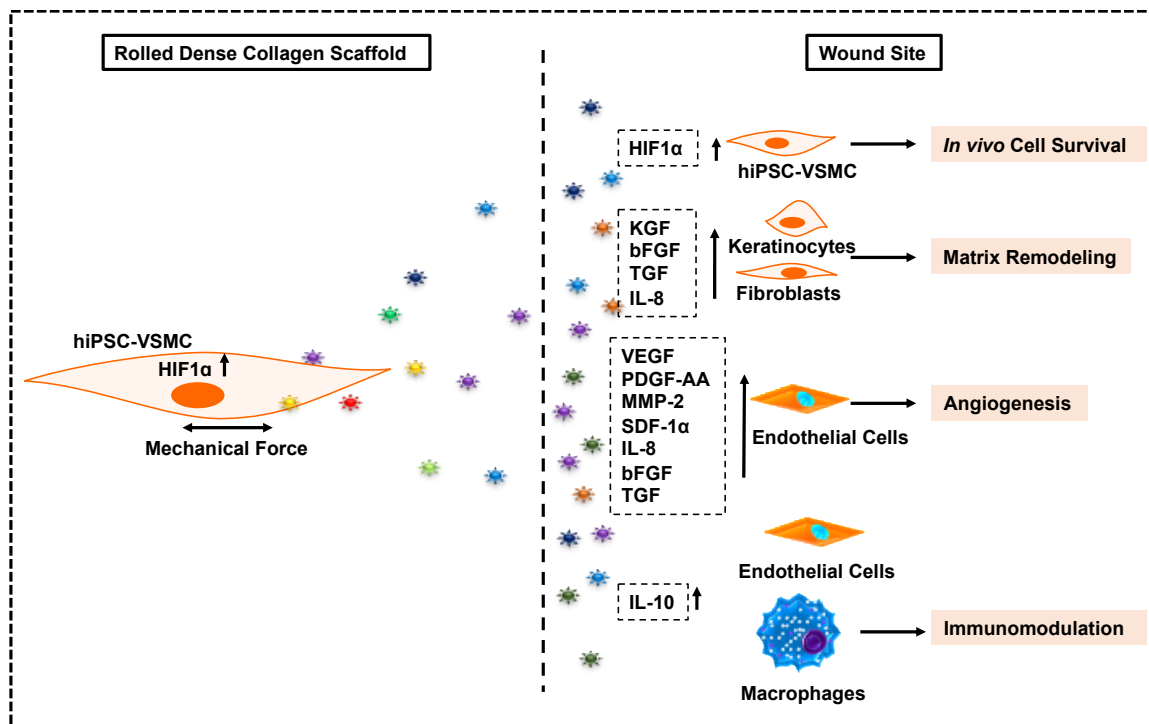 Rolled Dense Collagen Scaffold
hiPSC-VSMC
HIF1α
Mechanical Force
Wound Site
HIF1α
hiPSC-VSMC
In vivo Cell Survival
KGF
bFGF
TGF
IL-8
Keratinocytes
Fibroblasts
Matrix Remodeling
VEGF
PDGF-AA
MMP-2
SDF-1α
IL-8
bFGF
TGF
Endothelial Cells
Angiogenesis
IL-10
Endothelial Cells
Macrophages
Immunomodulation